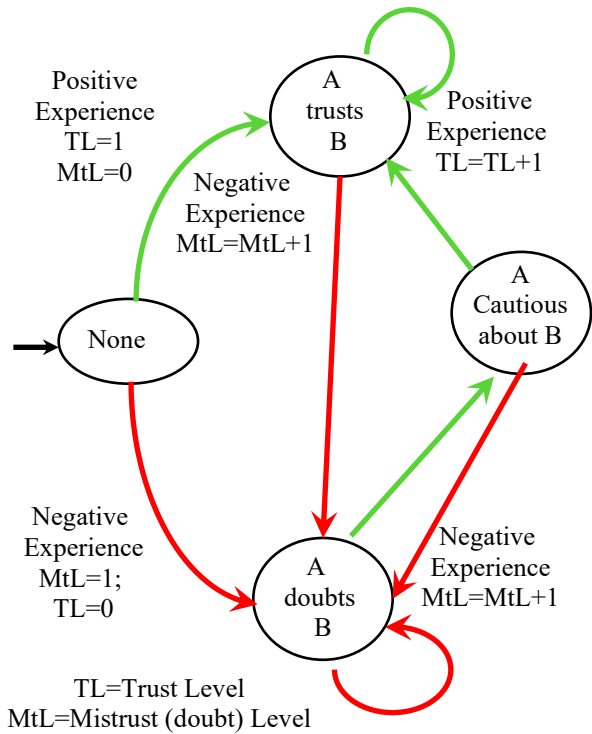 Positive
Experience
TL=1
MtL=0
A
trusts
B
Positive
Experience
TL=TL+1
Negative
Experience
MtL=MtL+1
A
Cautious
about B
None
Negative
Experience
MtL=1;
TL=0
A
doubts
B
Negative
Experience
MtL=MtL+1
TL=Trust Level
MtL=Mistrust (doubt) Level